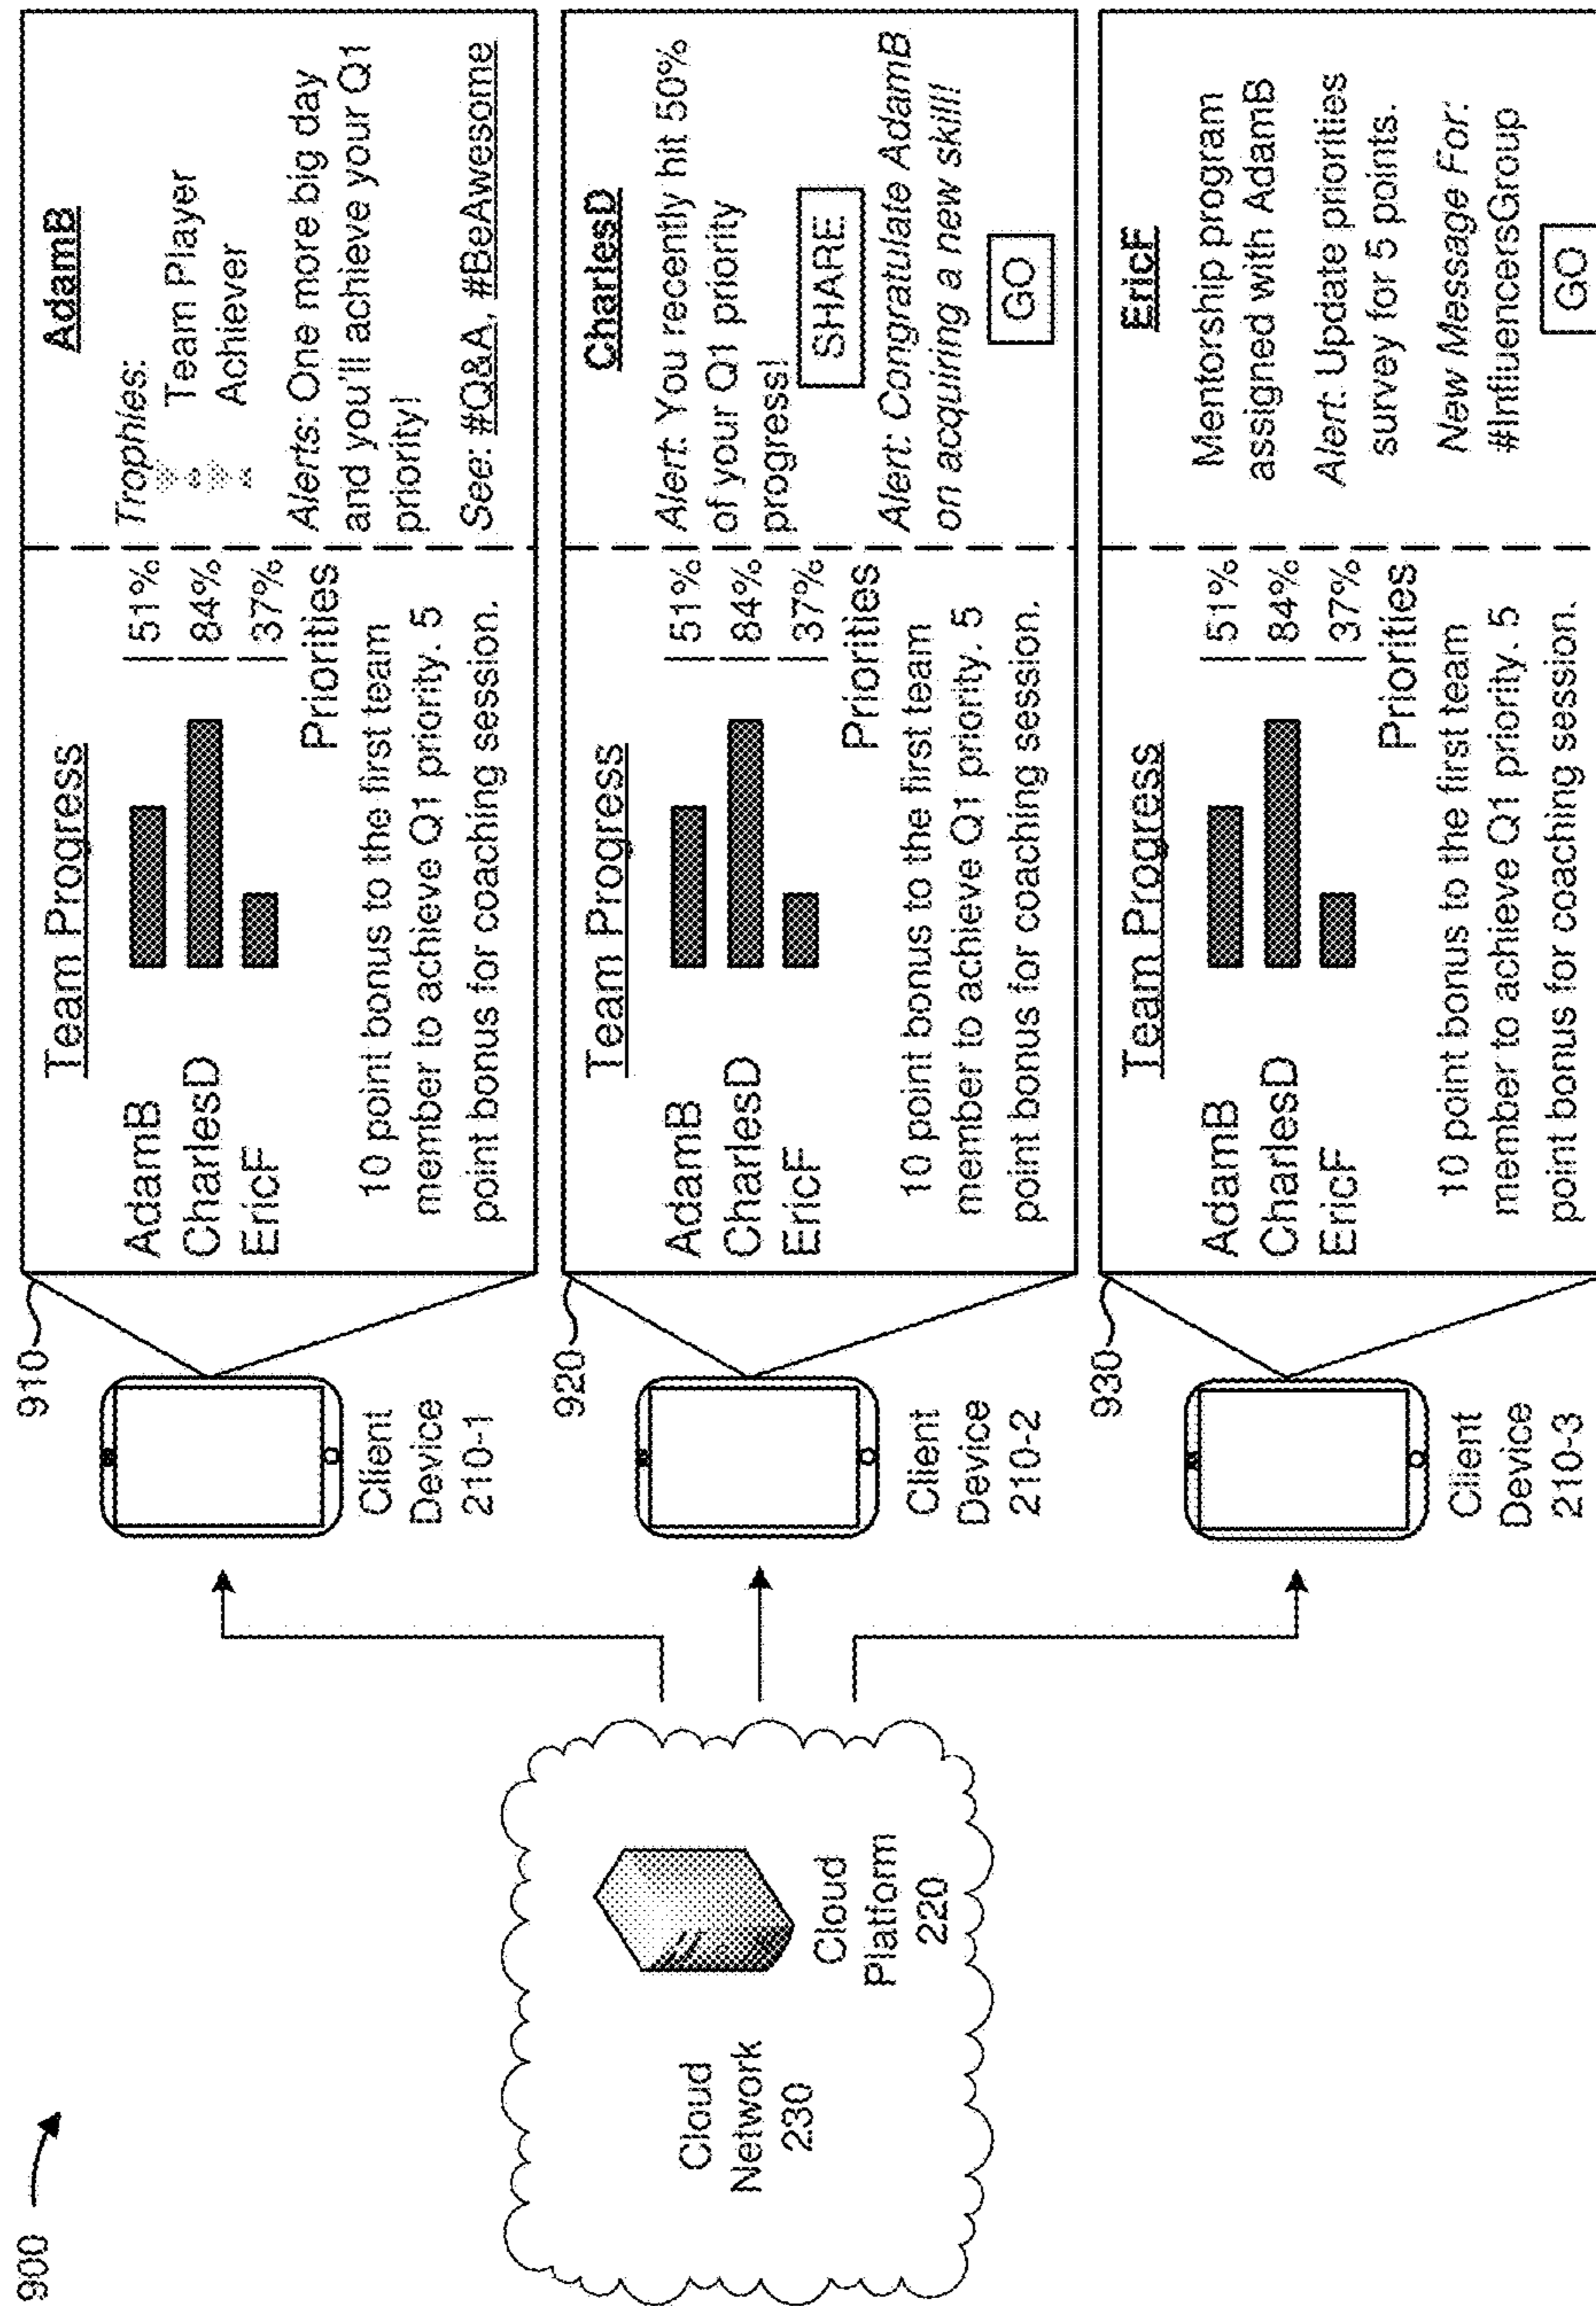 900
Cloud
Network
230
Cloud
Platform
220
Client
Device
210-1
910
Team Progress
AdamB 51%
CharlesD 84%
EricF 37%
Priorities
10 point bonus to the first team
member to achieve Q1 priority. 5
point bonus for coaching session.
AdamB
Trophies:
Team Player
Achiever
Alerts: One more big day
and you'll achieve your Q1
priority!
See: #Q&A, #BeAwesome
Client
Device
210-2
920
Team Progress
AdamB 51%
CharlesD 84%
EricF 37%
Priorities
10 point bonus to the first team
member to achieve Q1 priority. 5
point bonus for coaching session.
CharlesD
Alert: You recently hit 50%
of your Q1 priority
progress!
SHARE
Alert: Congratulate AdamB
on acquiring a new skill!
GO
Client
Device
210-3
930
Team Progress
AdamB 51%
CharlesD 84%
EricF 37%
Priorities
10 point bonus to the first team
member to achieve Q1 priority. 5
point bonus for coaching session.
EricF
Mentorship program
assigned with AdamB
Alert: Update priorities
survey for 5 points.
New Message For:
#InfluencersGroup
GO